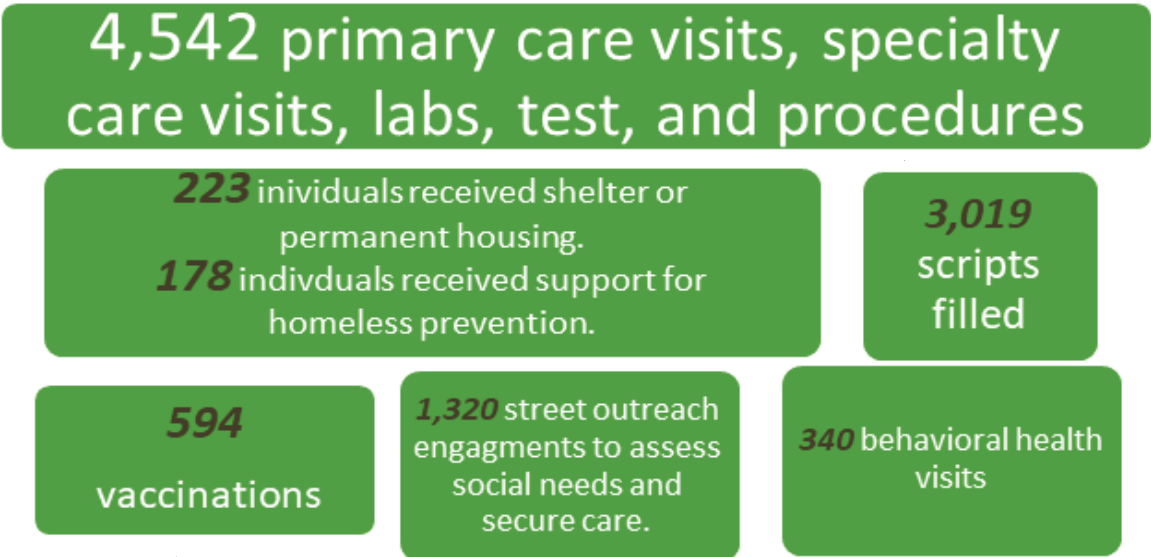 4,542 primary care visits, specialty
care visits, labs, test, and procedures
223 inividuals received shelter or
permanent housing.
178 indivduals received support for
homeless prevention.
3,019
scripts
filled
594
vaccinations
1,320 street outreach
engagments to assess
social needs and
secure care.
340 behavioral health
visits